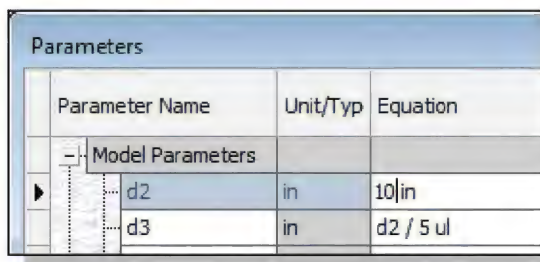 Parameters
Parameter Name Unit/Typ Equation
Model Parameters
d2 in 10 in
d3 in d2 / 5 ul